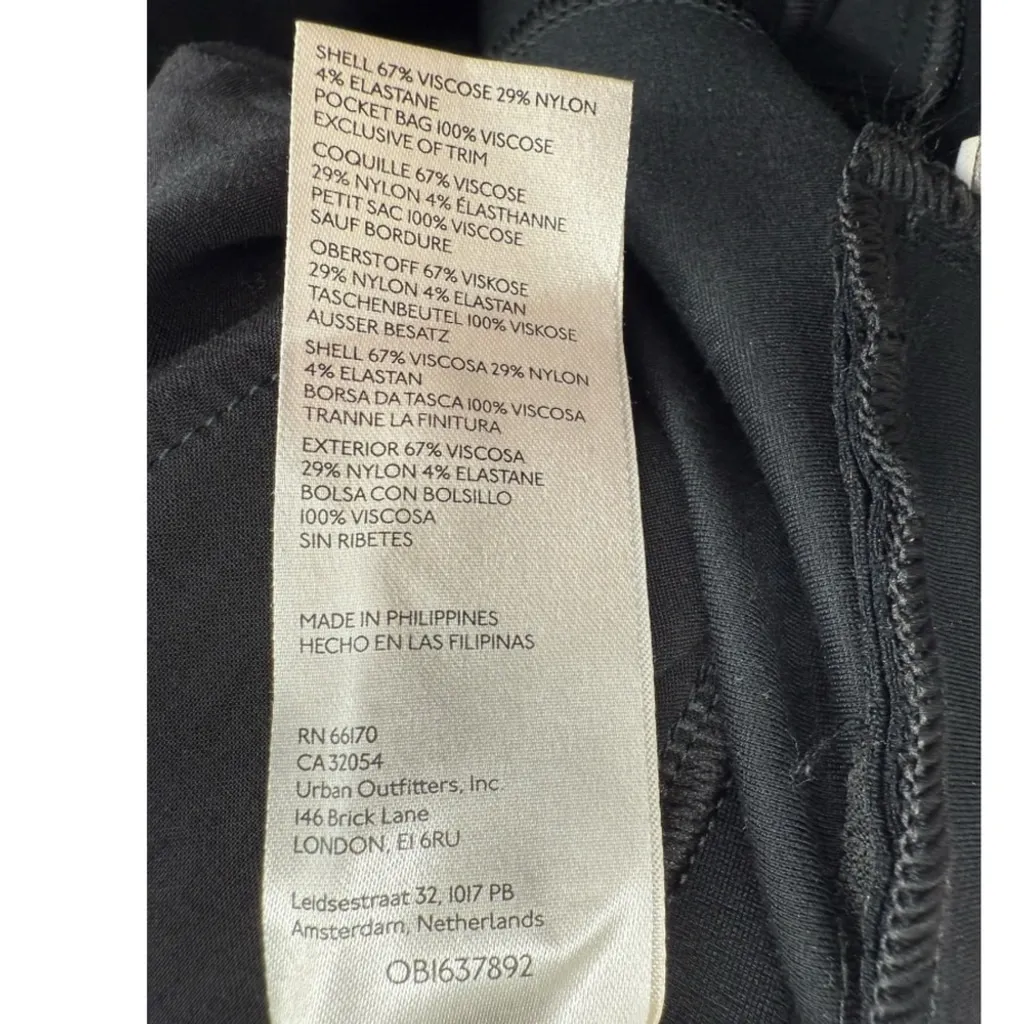 SHELL 67% VISCOSE 29% NYLON
4% ELASTANE
POCKET BAG 100% VISCOSE
EXCLUSIVE OF TRIM
COQUILLE 67% VISCOSE
29% NYLON 4% ÉLASTHANNE
PETIT SAC 100% VISCOSE
SAUF BORDURE
OBERSTOFF 67% VISKOSE
29% NYLON 4% ELASTAN
TASCHENBEUTEL 100% VISKOSE
AUSSER BESATZ
SHELL 67% VISCOSA 29% NYLON
4% ELASTAN
BORSA DA TASCA 100% VISCOSA
TRANNE LA FINITURA
EXTERIOR 67% VISCOSA
29% NYLON 4% ELASTANE
BOLSA CON BOLSILLO
100% VISCOSA
SIN RIBETES
MADE IN PHILIPPINES
HECHO EN LAS FILIPINAS
RN 66170
CA 32054
Urban Outfitters, Inc.
146 Brick Lane
LONDON, E1 6RU
Leidsestraat 32, 1017 PB
Amsterdam, Netherlands
OB1637892